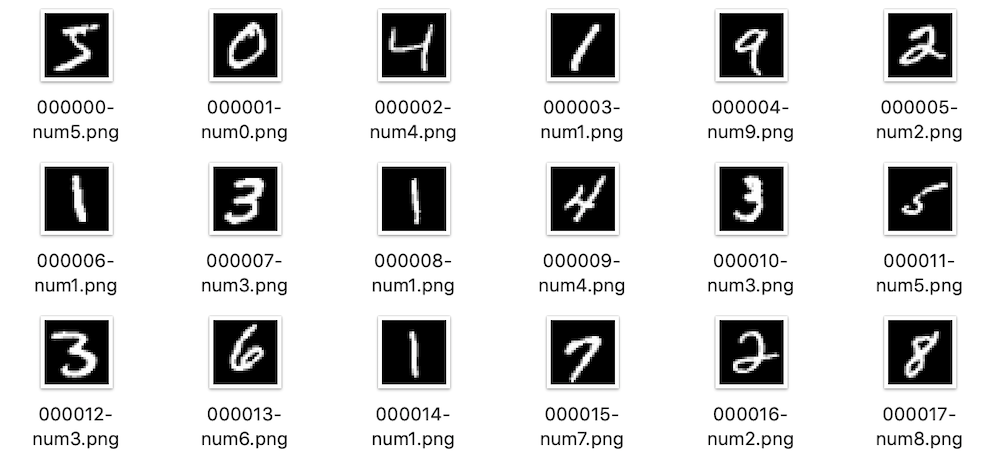 5 0 4 1 9 2
000000- 000001- 000002- 000003- 000004- 000005-
num5.png num0.png num4.png num1.png num9.png num2.png
1 3 1 4 3 5
000006- 000007- 000008- 000009- 000010- 000011-
num1.png num3.png num1.png num4.png num3.png num5.png
3 6 1 7 2 8
000012- 000013- 000014- 000015- 000016- 000017-
num3.png num6.png num1.png num7.png num2.png num8.png